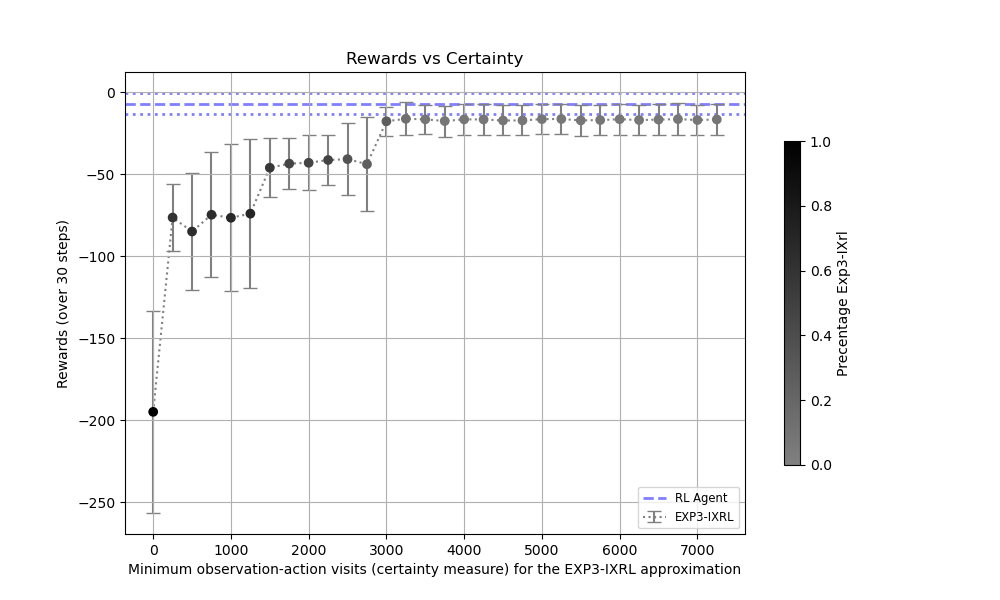 Rewards vs Certainty
Rewards (over 30 steps)
0
−50
−100
−150
−200
−250
0 1000 2000 3000 4000 5000 6000 7000
Minimum observation-action visits (certainty measure) for the EXP3-IXRL approximation
RL Agent
EXP3-IXRL
1.0
0.8
0.6
0.4
0.2
0.0
Precentage Exp3-IXrl